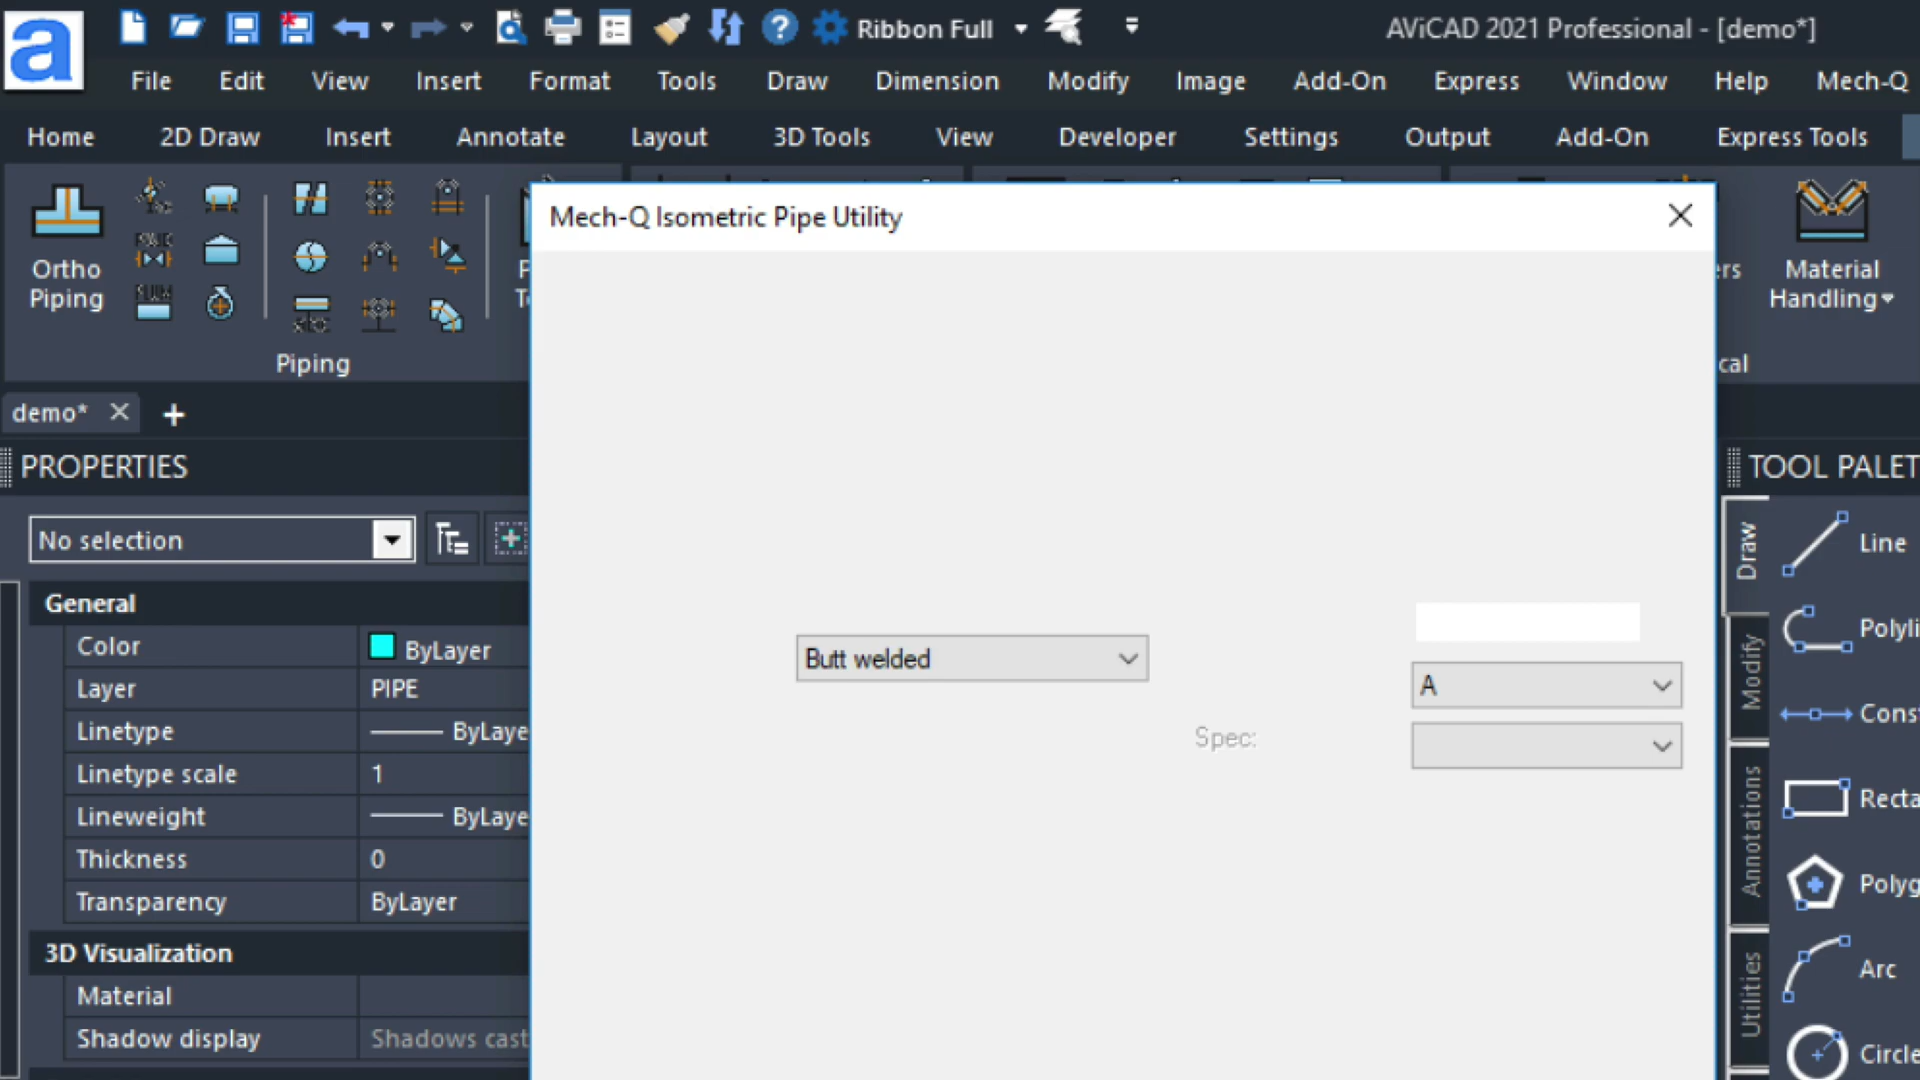 a
Ribbon Full
AViCAD 2021 Professional - [demo*]
File Edit View Insert Format Tools Draw Dimension Modify Image Add-On Express Window Help Mech-Q
Home 2D Draw Insert Annotate Layout 3D Tools View Developer Settings Output Add-On Express Tools
Ortho
Piping
Piping
Mech-Q Isometric Pipe Utility
Butt welded
A
Spec:
ers
Material
Handling
cal
demo*
PROPERTIES
No selection
General
Color ByLayer
Layer PIPE
Linetype ByLaye
Linetype scale 1
Lineweight ByLaye
Thickness 0
Transparency ByLayer
3D Visualization
Material
Shadow display Shadows cast
TOOL PALET
Draw
Modify
Annotations
Utilities
Line
Polyli
Const
Recta
Polyg
Arc
Circle